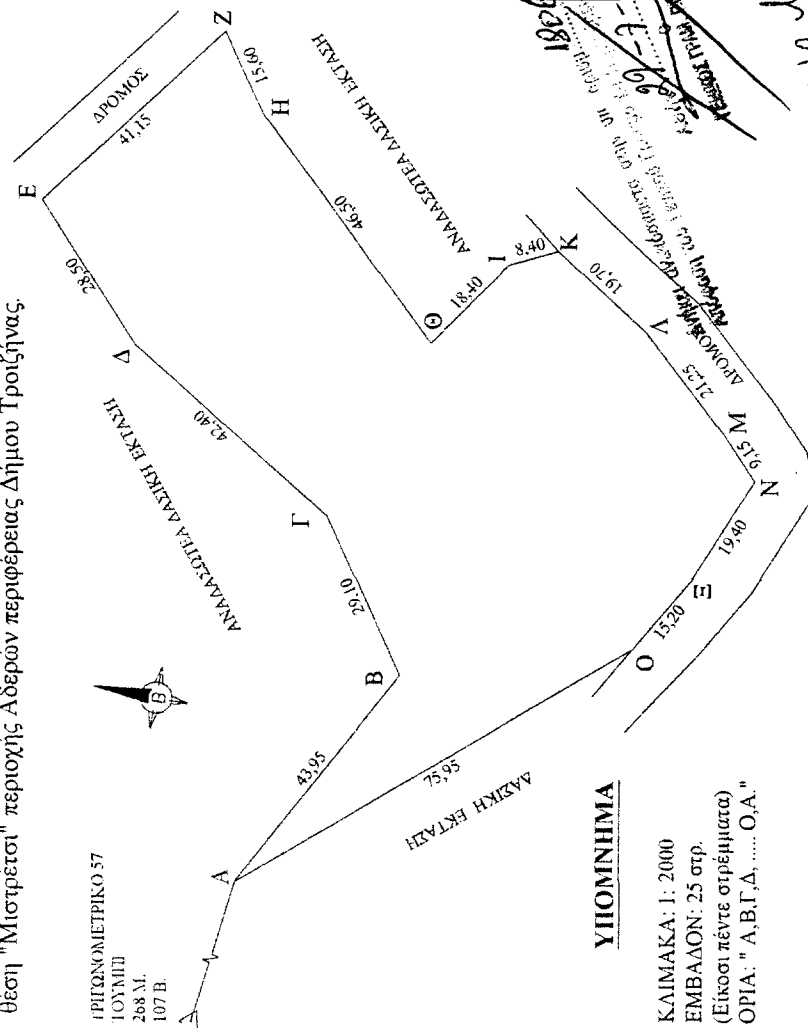 θέση "Μιστρέτσι" περιοχής Αδερών περιφέρειας Δήμου Τροιζήνας.
ΤΡΙΓΩΝΟΜΕΤΡΙΚΟ 57
268 Μ.
107 Β.
Β
ΑΝΑΔΑΣΩΤΕΑ ΔΑΣΙΚΗ ΕΚΤΑΣΗ
ΔΡΟΜΟΣ
ΑΝΑΔΑΣΩΤΕΑ ΔΑΣΙΚΗ ΕΚΤΑΣΗ
Α
43,95
Β
29,10
Γ
42,40
Δ
28,50
Ε
41,15
Ζ
15,60
Η
46,50
Θ
18,40
Ι
8,40
Κ
19,70
Λ
21,25
Μ
9,15
Ν
19,40
Ξ
15,20
Ο
75,95
ΔΑΣΙΚΗ ΕΚΤΑΣΗ
ΔΡΟΜΟΣ
ΥΠΟΜΝΗΜΑ
ΚΛΙΜΑΚΑ: 1: 2000
ΕΜΒΑΔΟΝ: 25 στρ.
(Είκοσι πέντε στρέμματα)
ΟΡΙΑ: " Α,Β,Γ,Δ, ..... Ο,Α."